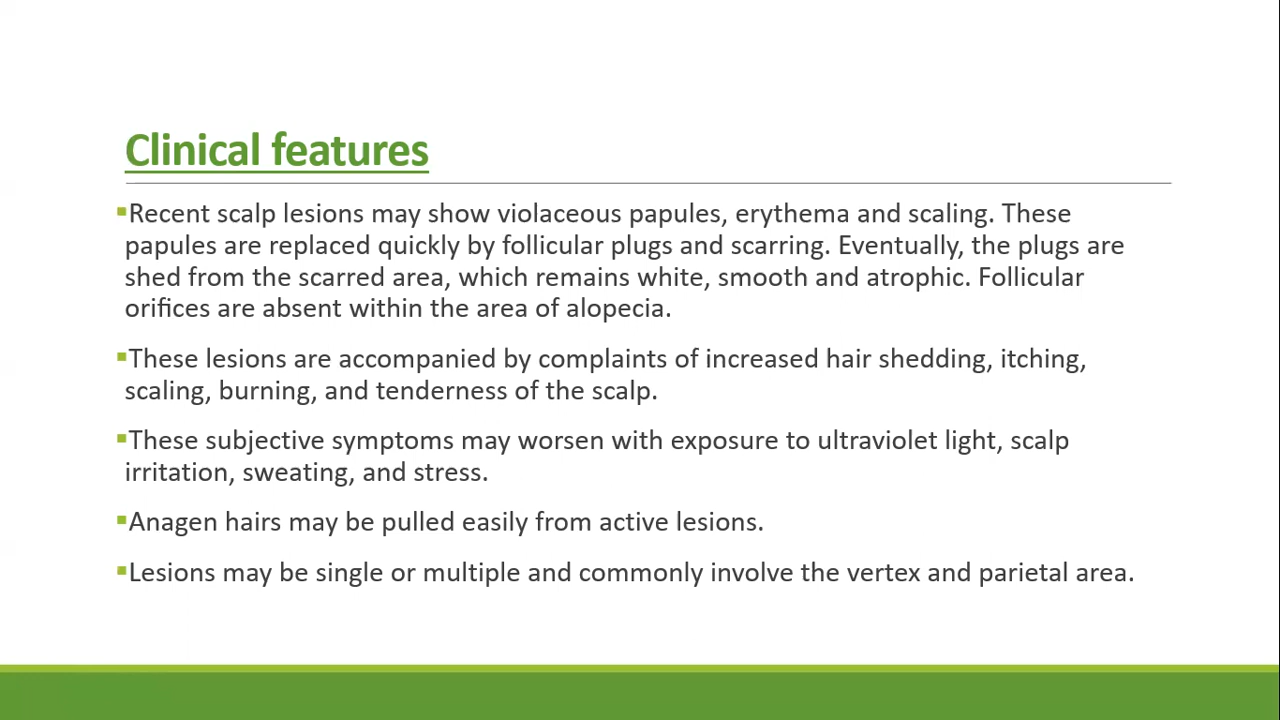 Clinical features
▪Recent scalp lesions may show violaceous papules, erythema and scaling. These
papules are replaced quickly by follicular plugs and scarring. Eventually, the plugs are
shed from the scarred area, which remains white, smooth and atrophic. Follicular
orifices are absent within the area of alopecia.
▪These lesions are accompanied by complaints of increased hair shedding, itching,
scaling, burning, and tenderness of the scalp.
▪These subjective symptoms may worsen with exposure to ultraviolet light, scalp
irritation, sweating, and stress.
▪Anagen hairs may be pulled easily from active lesions.
▪Lesions may be single or multiple and commonly involve the vertex and parietal area.